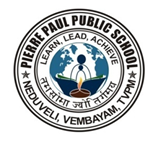 PIERRE PAUL PUBLIC SCHOOL
LEARN, LEAD, ACHIEVE
तमसोमा ज्योतिर्गमय
NEDUVELI, VEMBAYAM, TVPM